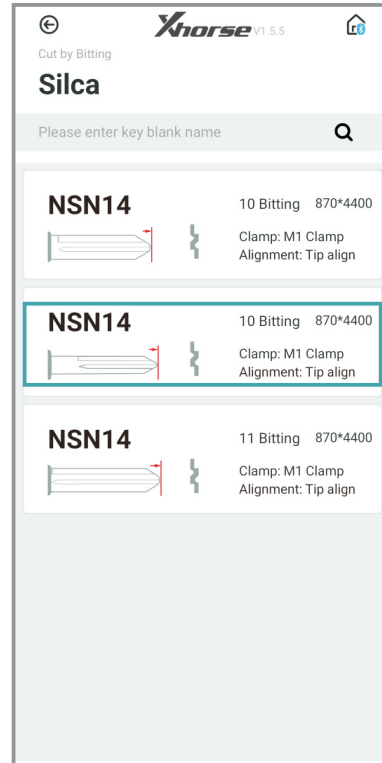 Xhorse V1.5.5
Cut by Bitting
Silca
Please enter key blank name
NSN14 10 Bitting 870*4400
Clamp: M1 Clamp
Alignment: Tip align
NSN14 10 Bitting 870*4400
Clamp: M1 Clamp
Alignment: Tip align
NSN14 11 Bitting 870*4400
Clamp: M1 Clamp
Alignment: Tip align